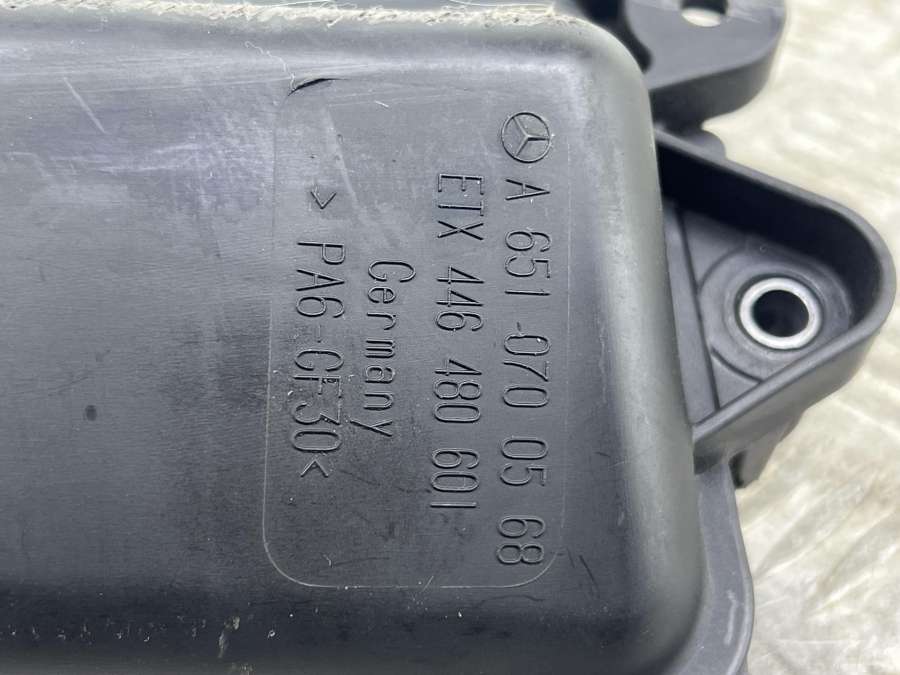 A 651 070 05 68
ETX 446 480 601
Germany
> PA6-GF30<